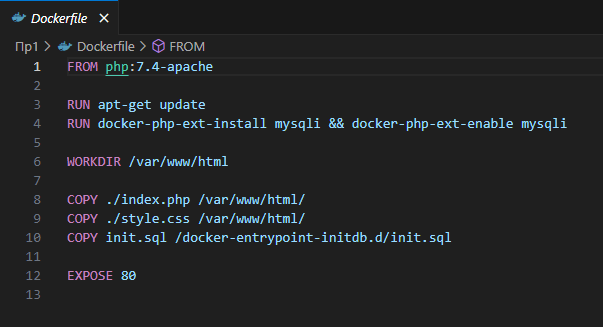 Dockerfile ×
Пр1 > Dockerfile > FROM
1 FROM php:7.4-apache
2
3 RUN apt-get update
4 RUN docker-php-ext-install mysqli && docker-php-ext-enable mysqli
5
6 WORKDIR /var/www/html
7
8 COPY ./index.php /var/www/html/
9 COPY ./style.css /var/www/html/
10 COPY init.sql /docker-entrypoint-initdb.d/init.sql
11
12 EXPOSE 80
13